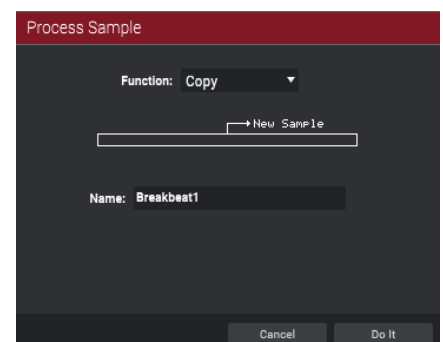 Process Sample
Function: Copy
New Sample
Name: Breakbeat1
Cancel Do It